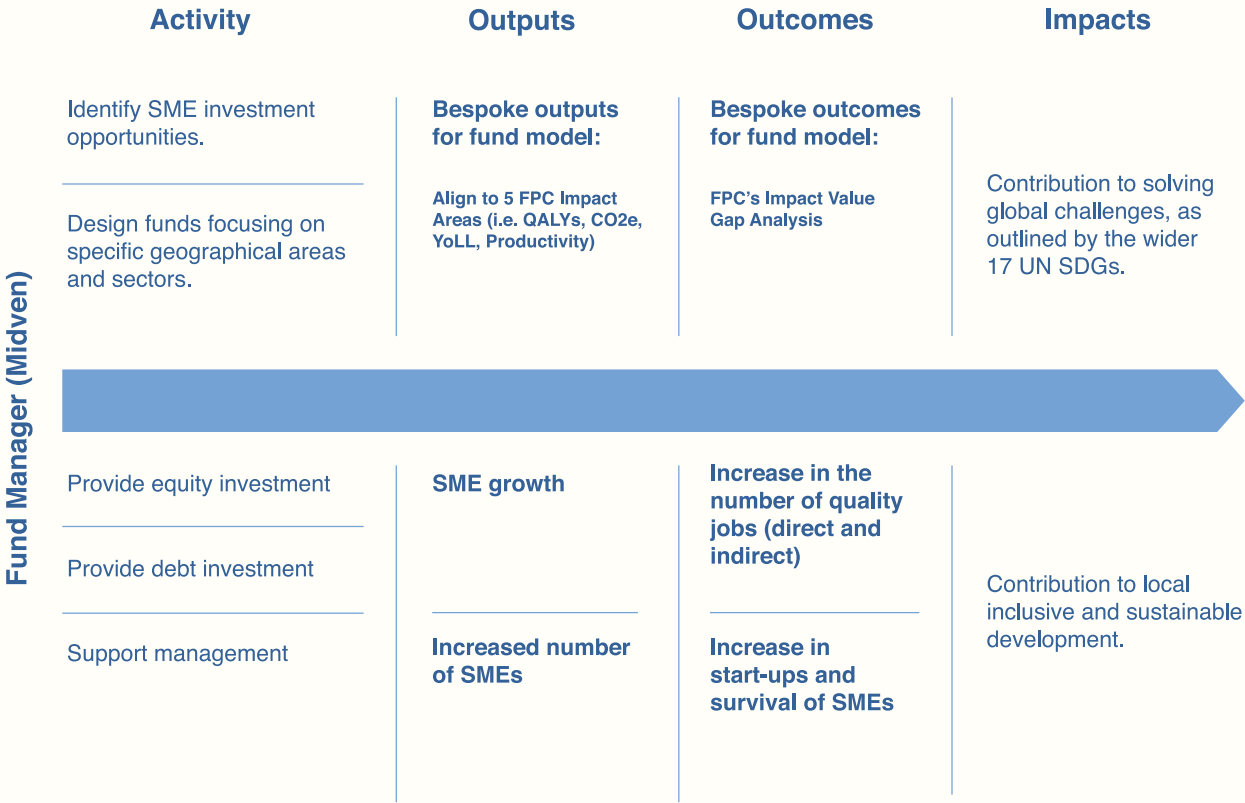 Activity
Outputs
Outcomes
Impacts
Fund Manager (Midven)
Identify SME investment
opportunities.
Design funds focusing on
specific geographical areas
and sectors.
Bespoke outputs
for fund model:
Align to 5 FPC Impact
Areas (i.e. QALYs, CO2e,
YoLL, Productivity)
Bespoke outcomes
for fund model:
FPC's Impact Value
Gap Analysis
Contribution to solving
global challenges, as
outlined by the wider
17 UN SDGs.
Provide equity investment
Provide debt investment
Support management
SME growth
Increased number
of SMEs
Increase in the
number of quality
jobs (direct and
indirect)
Increase in
start-ups and
survival of SMEs
Contribution to local
inclusive and sustainable
development.